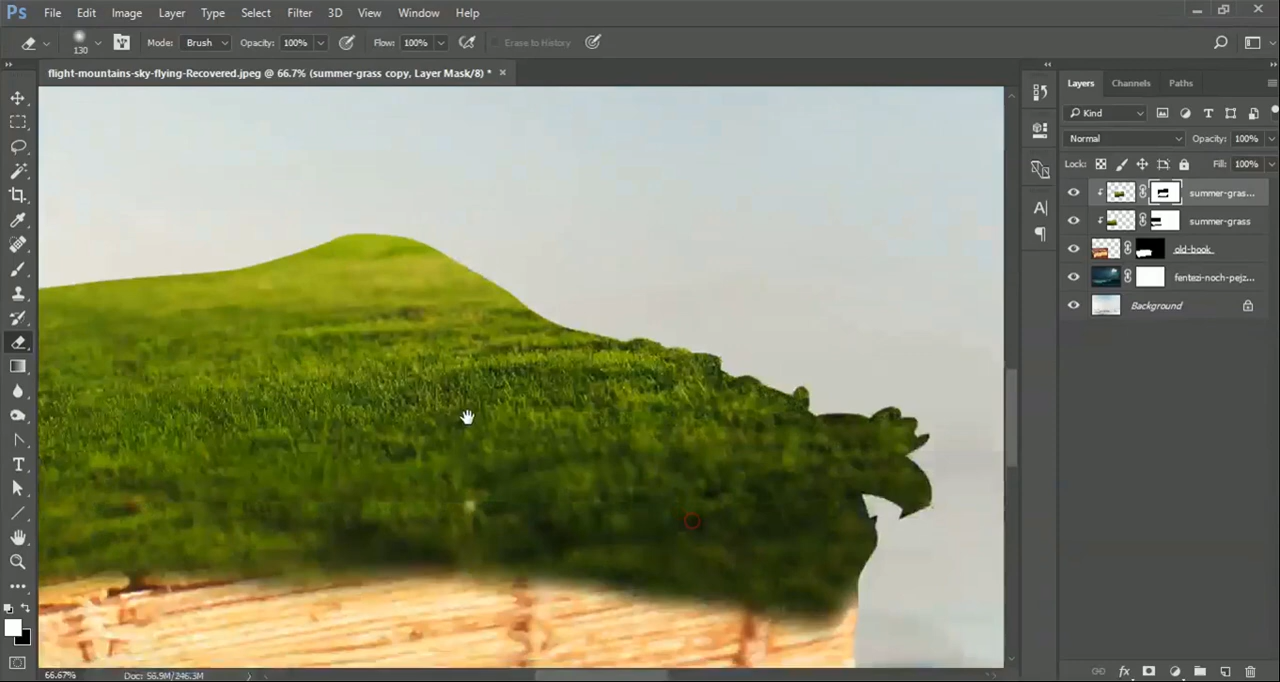 Ps File Edit Image Layer Type Select Filter 3D View Window Help
130 Mode: Brush Opacity: 100% Flow: 100% Erase to History
flight-mountains-sky-flying-Recovered.jpeg @ 66.7% (summer-grass copy, Layer Mask/8) *
Layers Channels Paths
Kind
Normal Opacity: 100%
Lock: Fill: 100%
summer-gras...
summer-grass
old-book
fentezi-noch-pejz...
Background
66.67% Doc: 56.9M/246.3M